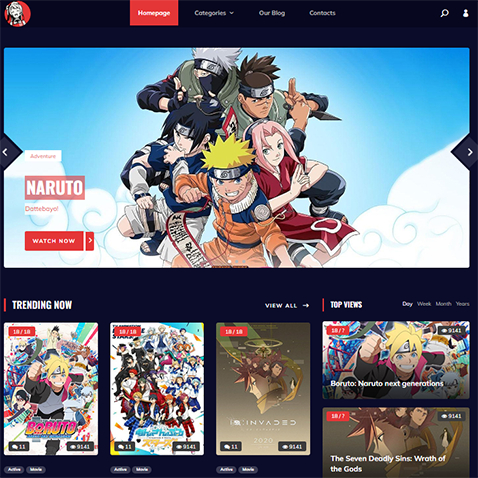 Homepage Categories Our Blog Contacts
Adventure
NARUTO
Dattebayo!
WATCH NOW
TRENDING NOW
VIEW ALL
TOP VIEWS
Day Week Month Years
18 / 18
BORUTO
11
9141
Active Movie
18 / 18
11
9141
Active Movie
18 / 18
ID:INVADED
2020
11
9141
Active Movie
18 / ?
9141
Boruto: Naruto next generations
18 / ?
9141
The Seven Deadly Sins: Wrath of
the Gods